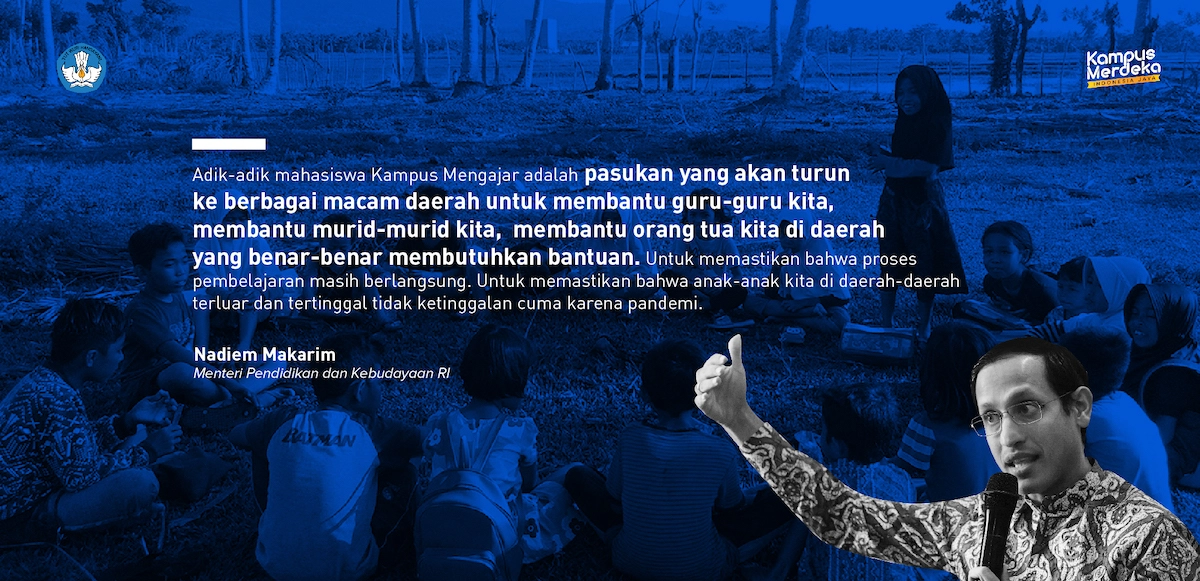 Kampus
Merdeka
INDONESIA JAYA
Adik-adik mahasiswa Kampus Mengajar adalah pasukan yang akan turun
ke berbagai macam daerah untuk membantu guru-guru kita,
membantu murid-murid kita, membantu orang tua kita di daerah
yang benar-benar membutuhkan bantuan. Untuk memastikan bahwa proses
pembelajaran masih berlangsung. Untuk memastikan bahwa anak-anak kita di daerah-daerah
terluar dan tertinggal tidak ketinggalan cuma karena pandemi.
Nadiem Makarim
Menteri Pendidikan dan Kebudayaan RI
BATMAN